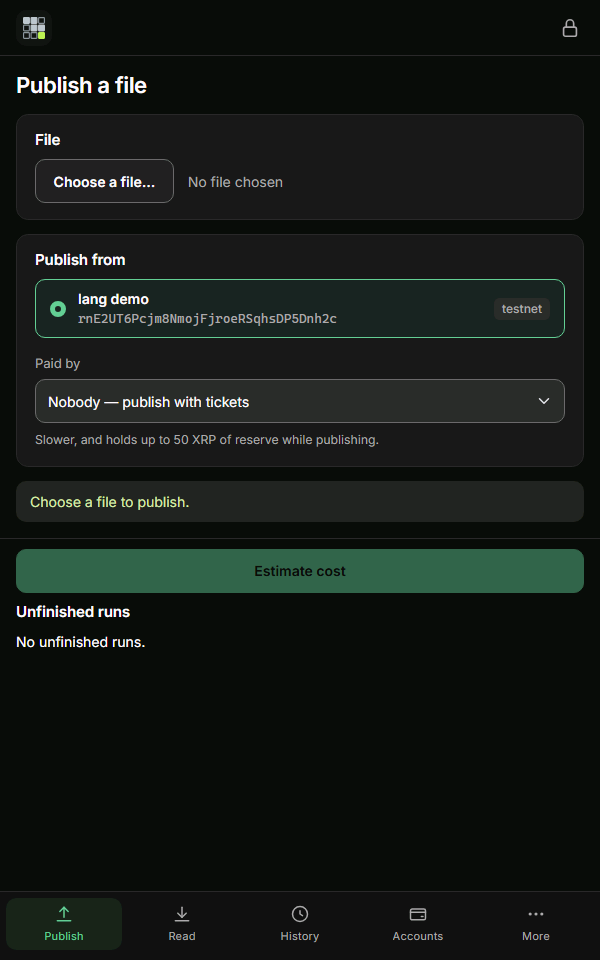 Publish a file
File
Choose a file...
No file chosen
Publish from
lang demo
rnE2UT6Pcjm8NmojFjroeRSqhsDP5Dnh2c
testnet
Paid by
Nobody — publish with tickets
Slower, and holds up to 50 XRP of reserve while publishing.
Choose a file to publish.
Estimate cost
Unfinished runs
No unfinished runs.
Publish
Read
History
Accounts
More